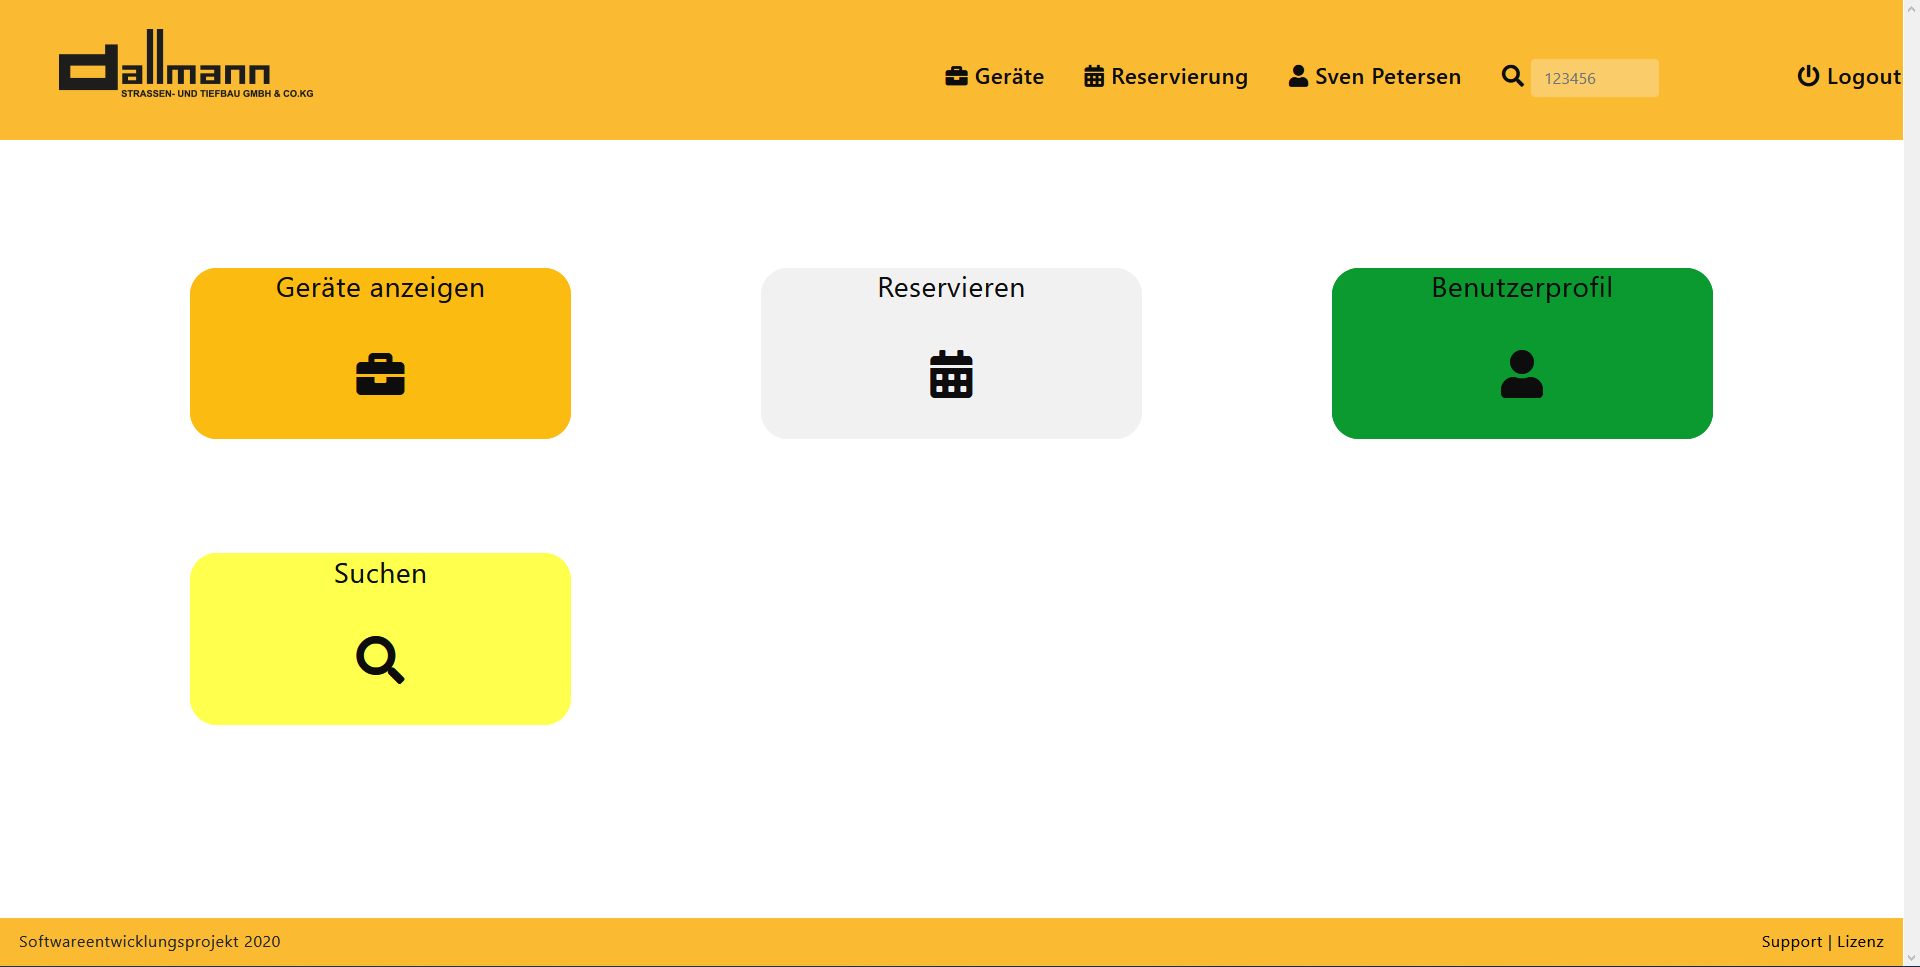 dallmann
STRASSEN- UND TIEFBAU GMBH & CO.KG
Geräte Reservierung Sven Petersen 123456 Logout
Geräte anzeigen
Reservieren
Benutzerprofil
Suchen
Softwareentwicklungsprojekt 2020
Support | Lizenz